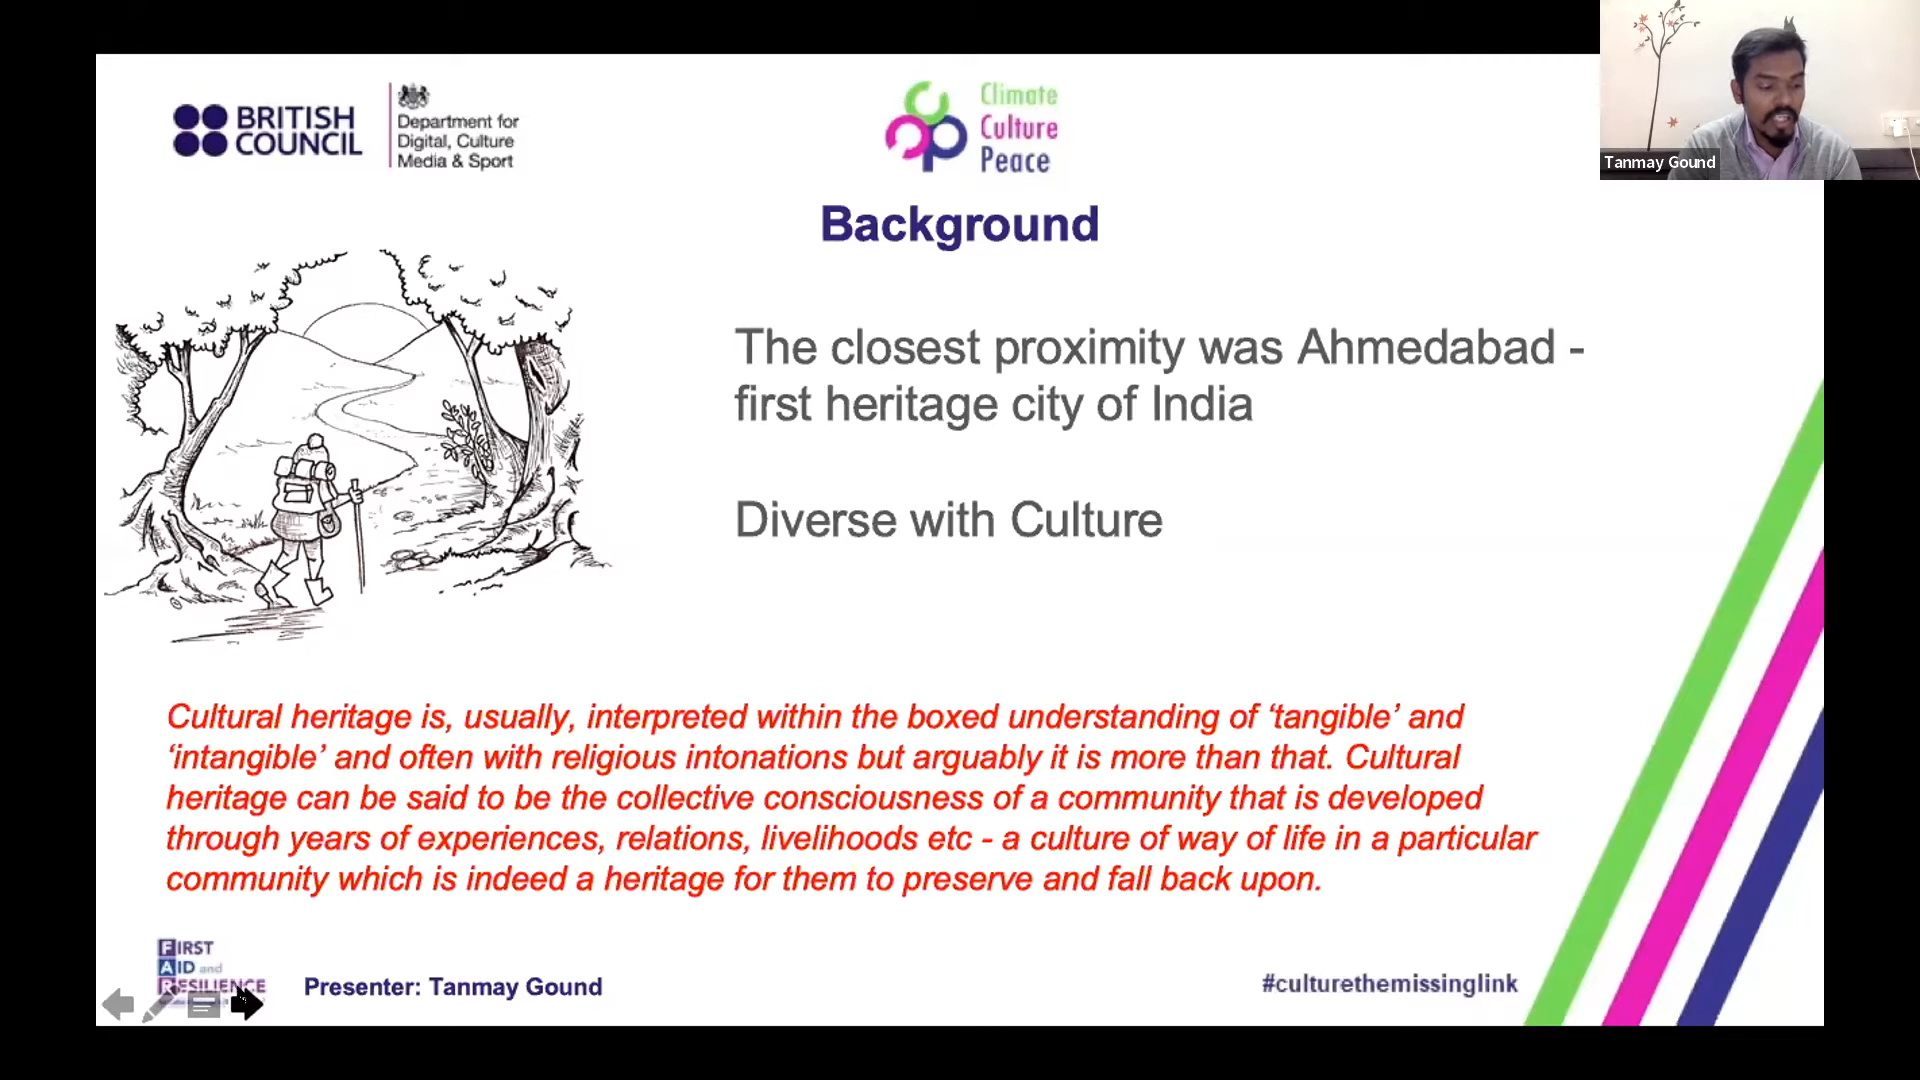 BRITISH
COUNCIL
Department for
Digital, Culture
Media & Sport
Climate
Culture
Peace
Tanmay Gound
Background
The closest proximity was Ahmedabad -
first heritage city of India
Diverse with Culture
Cultural heritage is, usually, interpreted within the boxed understanding of ‘tangible’ and
‘intangible’ and often with religious intonations but arguably it is more than that. Cultural
heritage can be said to be the collective consciousness of a community that is developed
through years of experiences, relations, livelihoods etc - a culture of way of life in a particular
community which is indeed a heritage for them to preserve and fall back upon.
FIRST
AID and
RESILIENCE
Presenter: Tanmay Gound
#culturethemissinglink